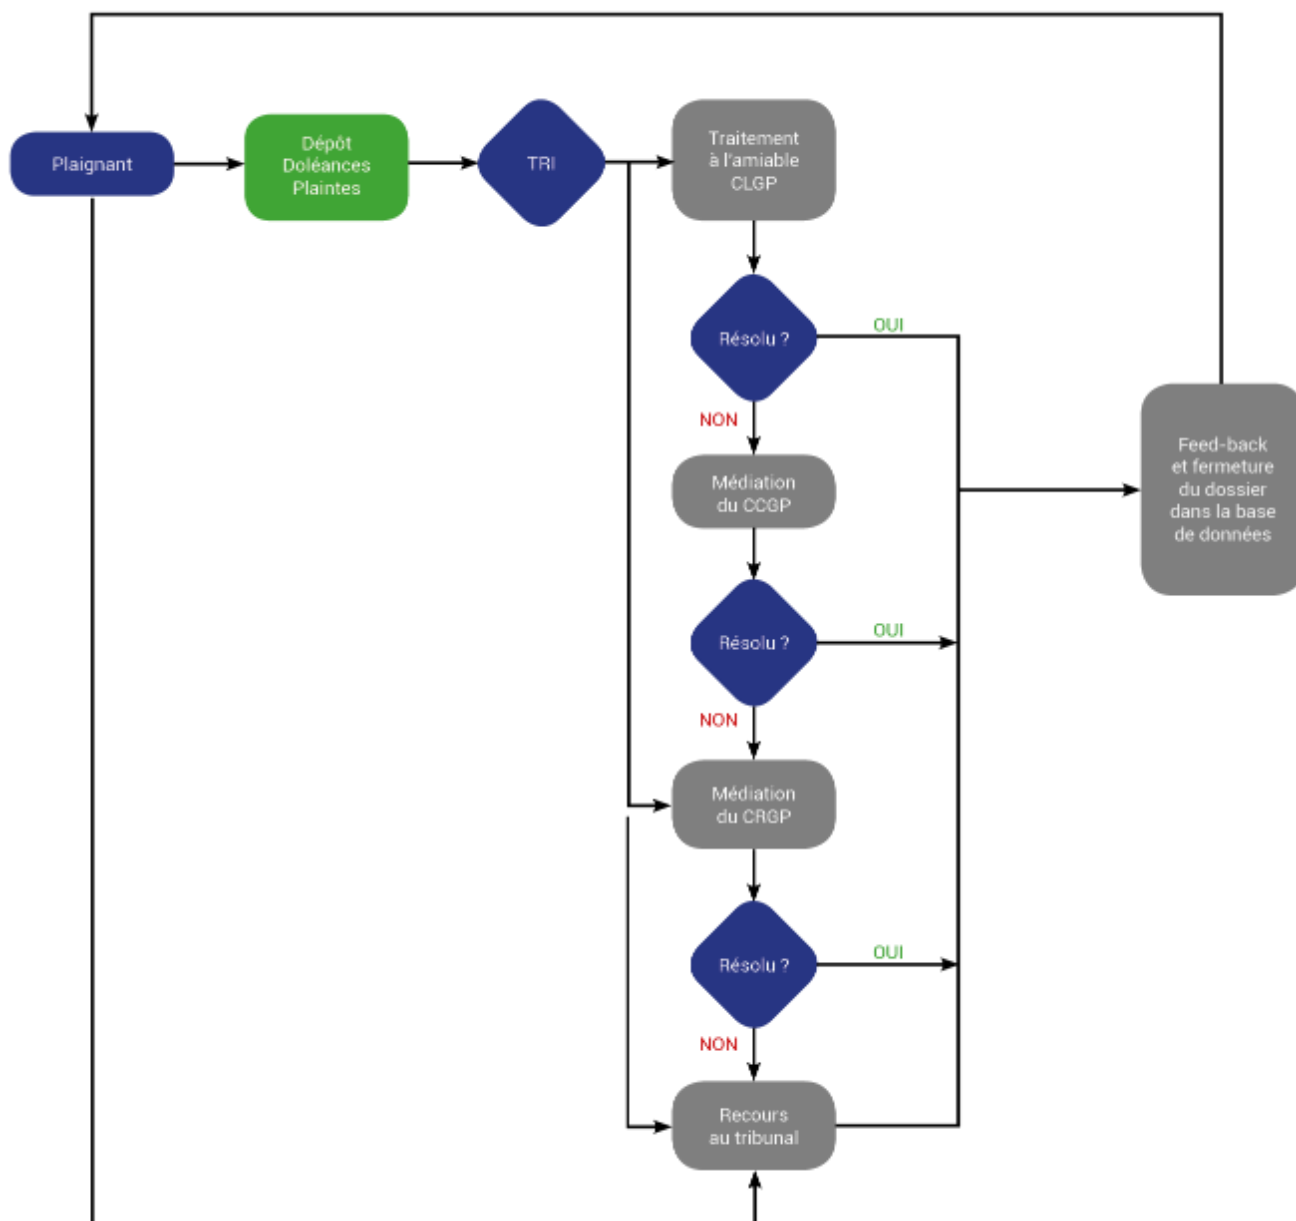 Plaignant
Dépôt
Doléances
Plaintes
TRI
Traitement
à l'amiable
CLGP
Résolu ?
OUI
NON
Médiation
du CCGP
Résolu ?
OUI
NON
Médiation
du CRGP
Résolu ?
OUI
NON
Recours
au tribunal
Feed-back
et fermeture
du dossier
dans la base
de données